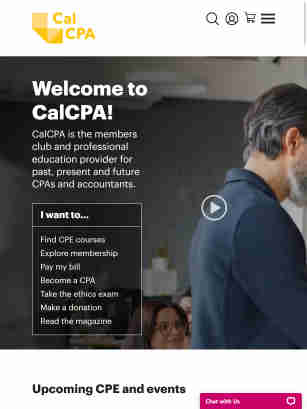 Cal
CPA
Welcome to
CalCPA!
CalCPA is the members
club and professional
education provider for
past, present and future
CPAs and accountants.
I want to...
Find CPE courses
Explore membership
Pay my bill
Become a CPA
Take the ethics exam
Make a donation
Read the magazine
Upcoming CPE and events
Chat with Us